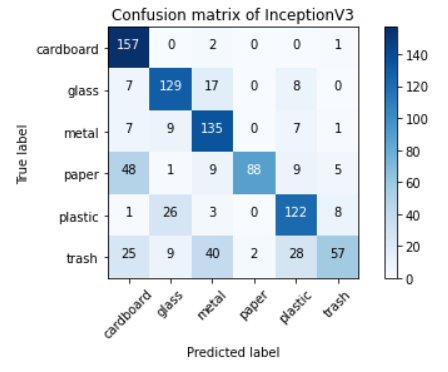 Confusion matrix of InceptionV3
True label
cardboard 157 0 2 0 0 1
glass 7 129 17 0 8 0
metal 7 9 135 0 7 1
paper 48 1 9 88 9 5
plastic 1 26 3 0 122 8
trash 25 9 40 2 28 57
cardboard glass metal paper plastic trash
Predicted label
140
120
100
80
60
40
20
0